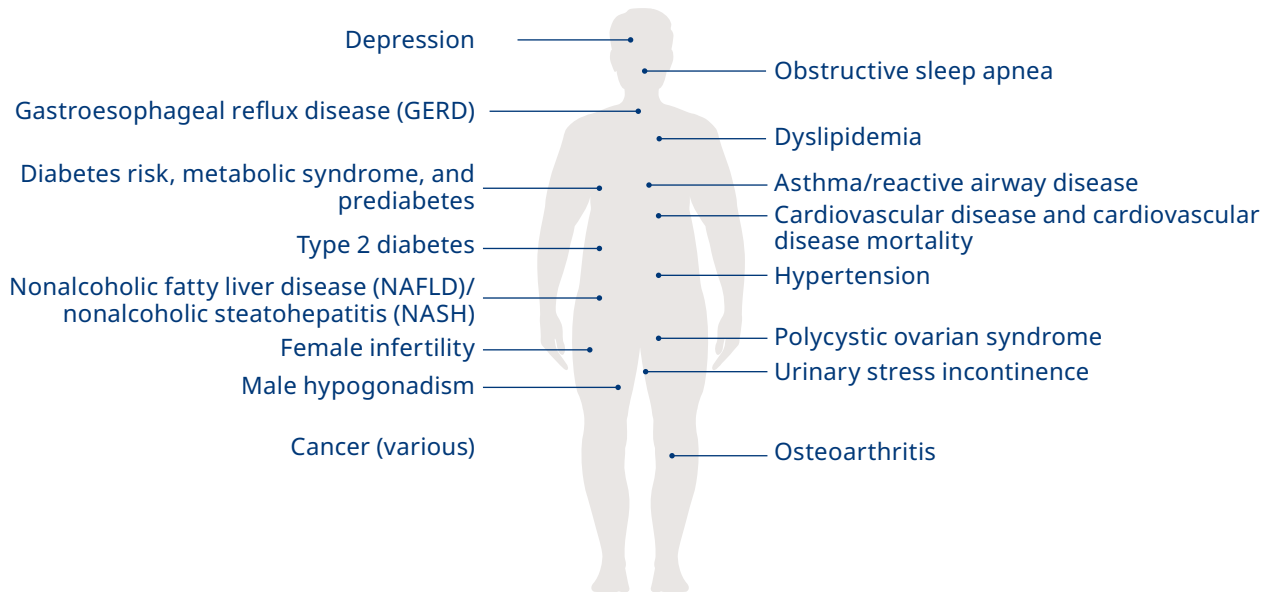 Depression
Gastroesophageal reflux disease (GERD)
Diabetes risk, metabolic syndrome, and
prediabetes
Type 2 diabetes
Nonalcoholic fatty liver disease (NAFLD)/
nonalcoholic steatohepatitis (NASH)
Female infertility
Male hypogonadism
Cancer (various)
Obstructive sleep apnea
Dyslipidemia
Asthma/reactive airway disease
Cardiovascular disease and cardiovascular
disease mortality
Hypertension
Polycystic ovarian syndrome
Urinary stress incontinence
Osteoarthritis